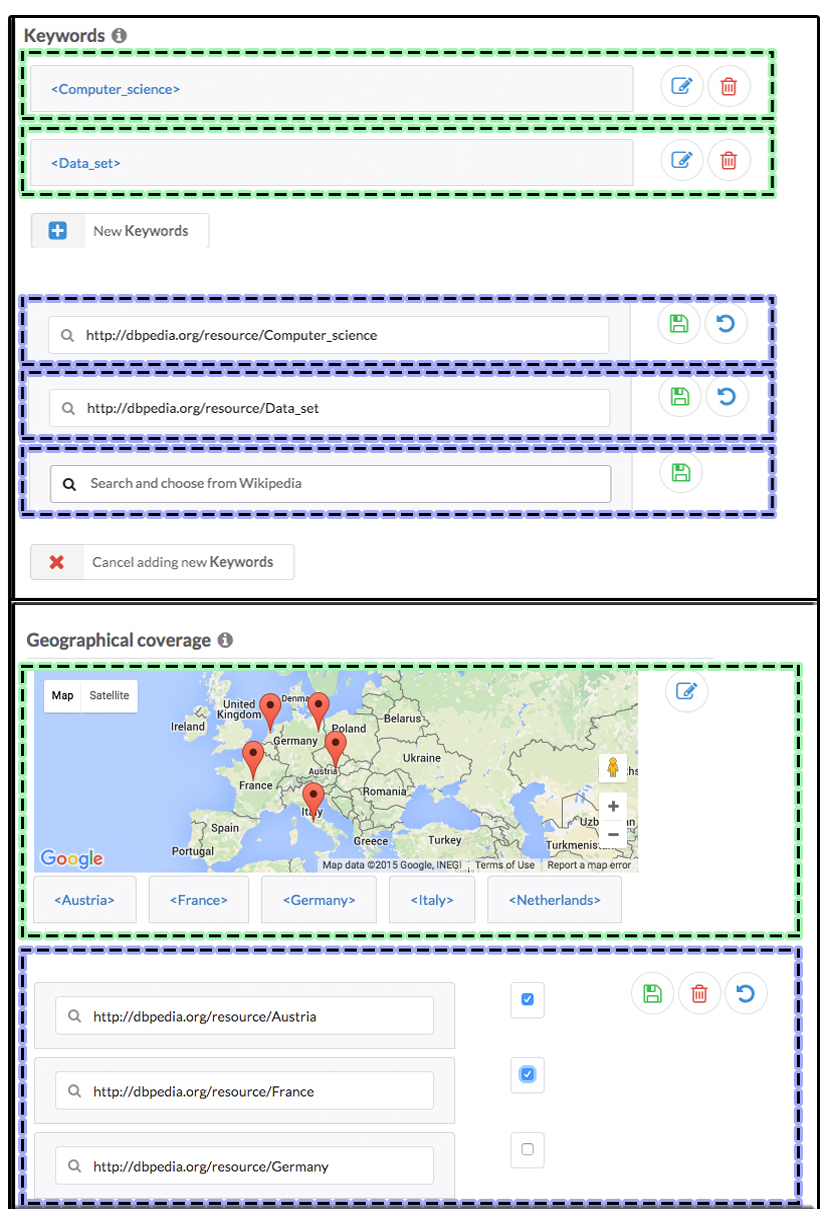 Keywords
<Computer_science>
<Data_set>
New Keywords
http://dbpedia.org/resource/Computer_science
http://dbpedia.org/resource/Data_set
Search and choose from Wikipedia
Cancel adding new Keywords
Geographical coverage
Map Satellite
United Kingdom
Denma
Ireland
Poland
Belarus
Germany
Ukraine
Austria
France
Romania
Italy
Spain
Portugal
Greece
Turkey
Turkmenis
Google
Map data ©2015 Google, INEGI Terms of Use Report a map error
<Austria> <France> <Germany> <Italy> <Netherlands>
http://dbpedia.org/resource/Austria
http://dbpedia.org/resource/France
http://dbpedia.org/resource/Germany